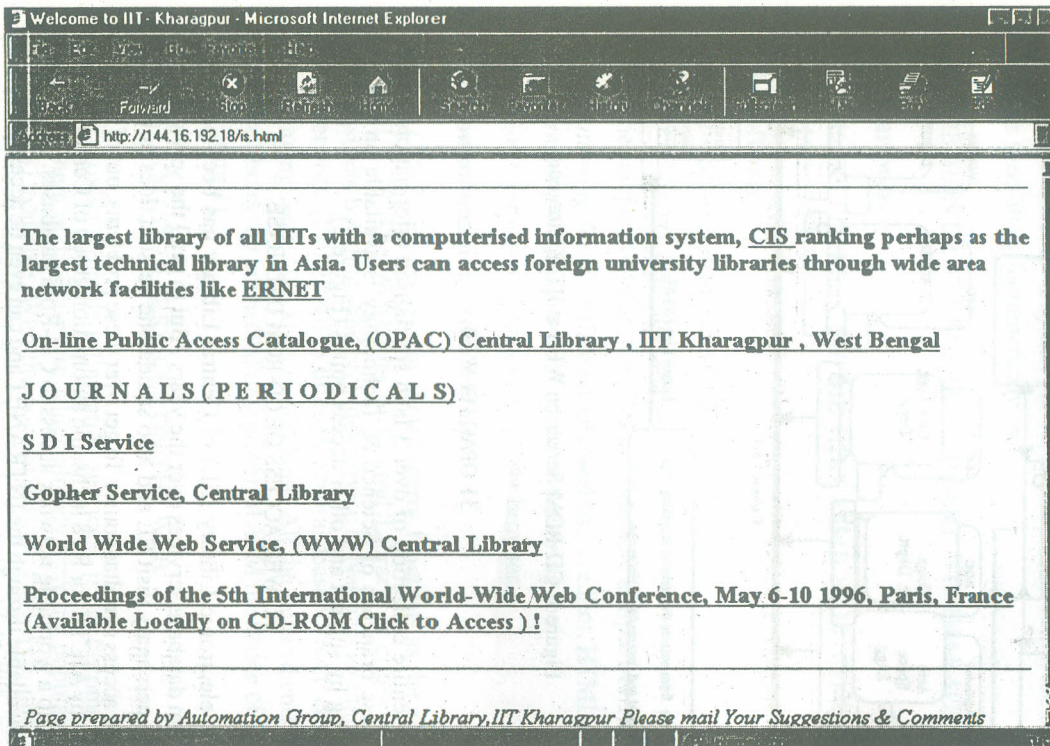 Welcome to IIT - Kharagpur - Microsoft Internet Explorer
Back Forward Stop Refresh Home Search
Address http://144.16.192.18/is.html
The largest library of all IITs with a computerised information system, CIS ranking perhaps as the
largest technical library in Asia. Users can access foreign university libraries through wide area
network facilities like ERNET
On-line Public Access Catalogue, (OPAC) Central Library , IIT Kharagpur , West Bengal
J O U R N A L S ( P E R I O D I C A L S)
S D I Service
Gopher Service, Central Library
World Wide Web Service, (WWW) Central Library
Proceedings of the 5th International World-Wide Web Conference, May 6-10 1996, Paris, France
(Available Locally on CD-ROM Click to Access ) !
Page prepared by Automation Group, Central Library,IIT Kharagpur Please mail Your Suggestions & Comments